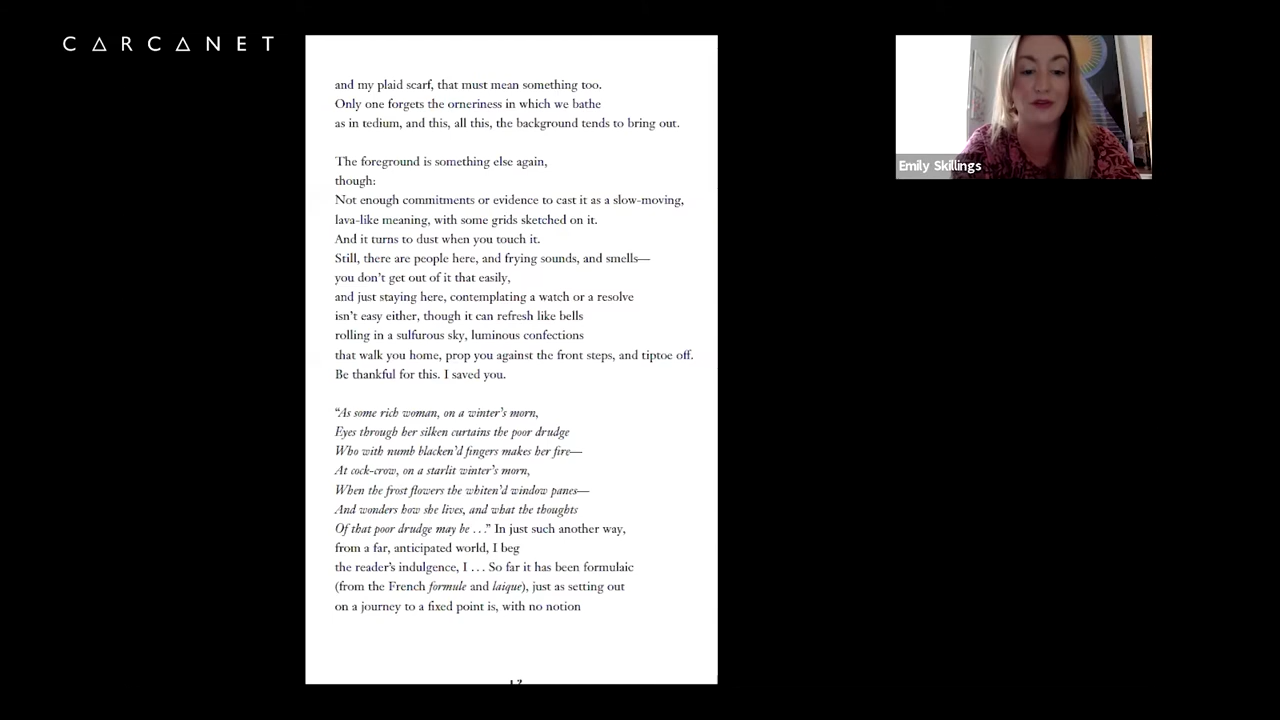 CARCANET
and my plaid scarf, that must mean something too.
Only one forgets the orneriness in which we bathe
as in tedium, and this, all this, the background tends to bring out.
The foreground is something else again,
though:
Not enough commitments or evidence to cast it as a slow-moving,
lava-like meaning, with some grids sketched on it.
And it turns to dust when you touch it.
Still, there are people here, and frying sounds, and smells—
you don’t get out of it that easily,
and just staying here, contemplating a watch or a resolve
isn’t easy either, though it can refresh like bells
rolling in a sulfurous sky, luminous confections
that walk you home, prop you against the front steps, and tiptoe off.
Be thankful for this. I saved you.
“As some rich woman, on a winter’s morn,
Eyes through her silken curtains the poor drudge
Who with numb blacken’d fingers makes her fire—
At cock-crow, on a starlit winter’s morn,
When the frost flowers the whiten’d window panes—
And wonders how she lives, and what the thoughts
Of that poor drudge may be . . .” In just such another way,
from a far, anticipated world, I beg
the reader’s indulgence, I . . . So far it has been formulaic
(from the French formule and laique), just as setting out
on a journey to a fixed point is, with no notion
Emily Skillings